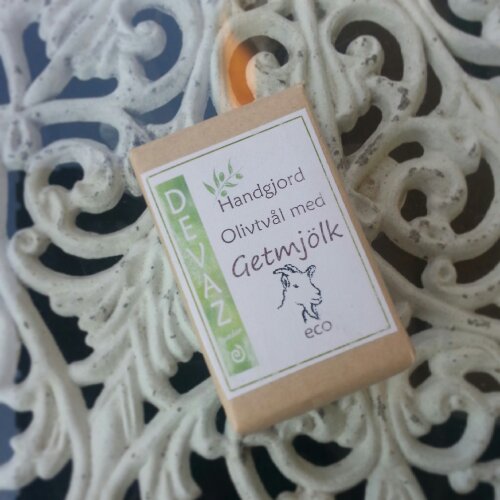 DEVAZ
Handgjord
Olivtvål med
Getmjölk
eco